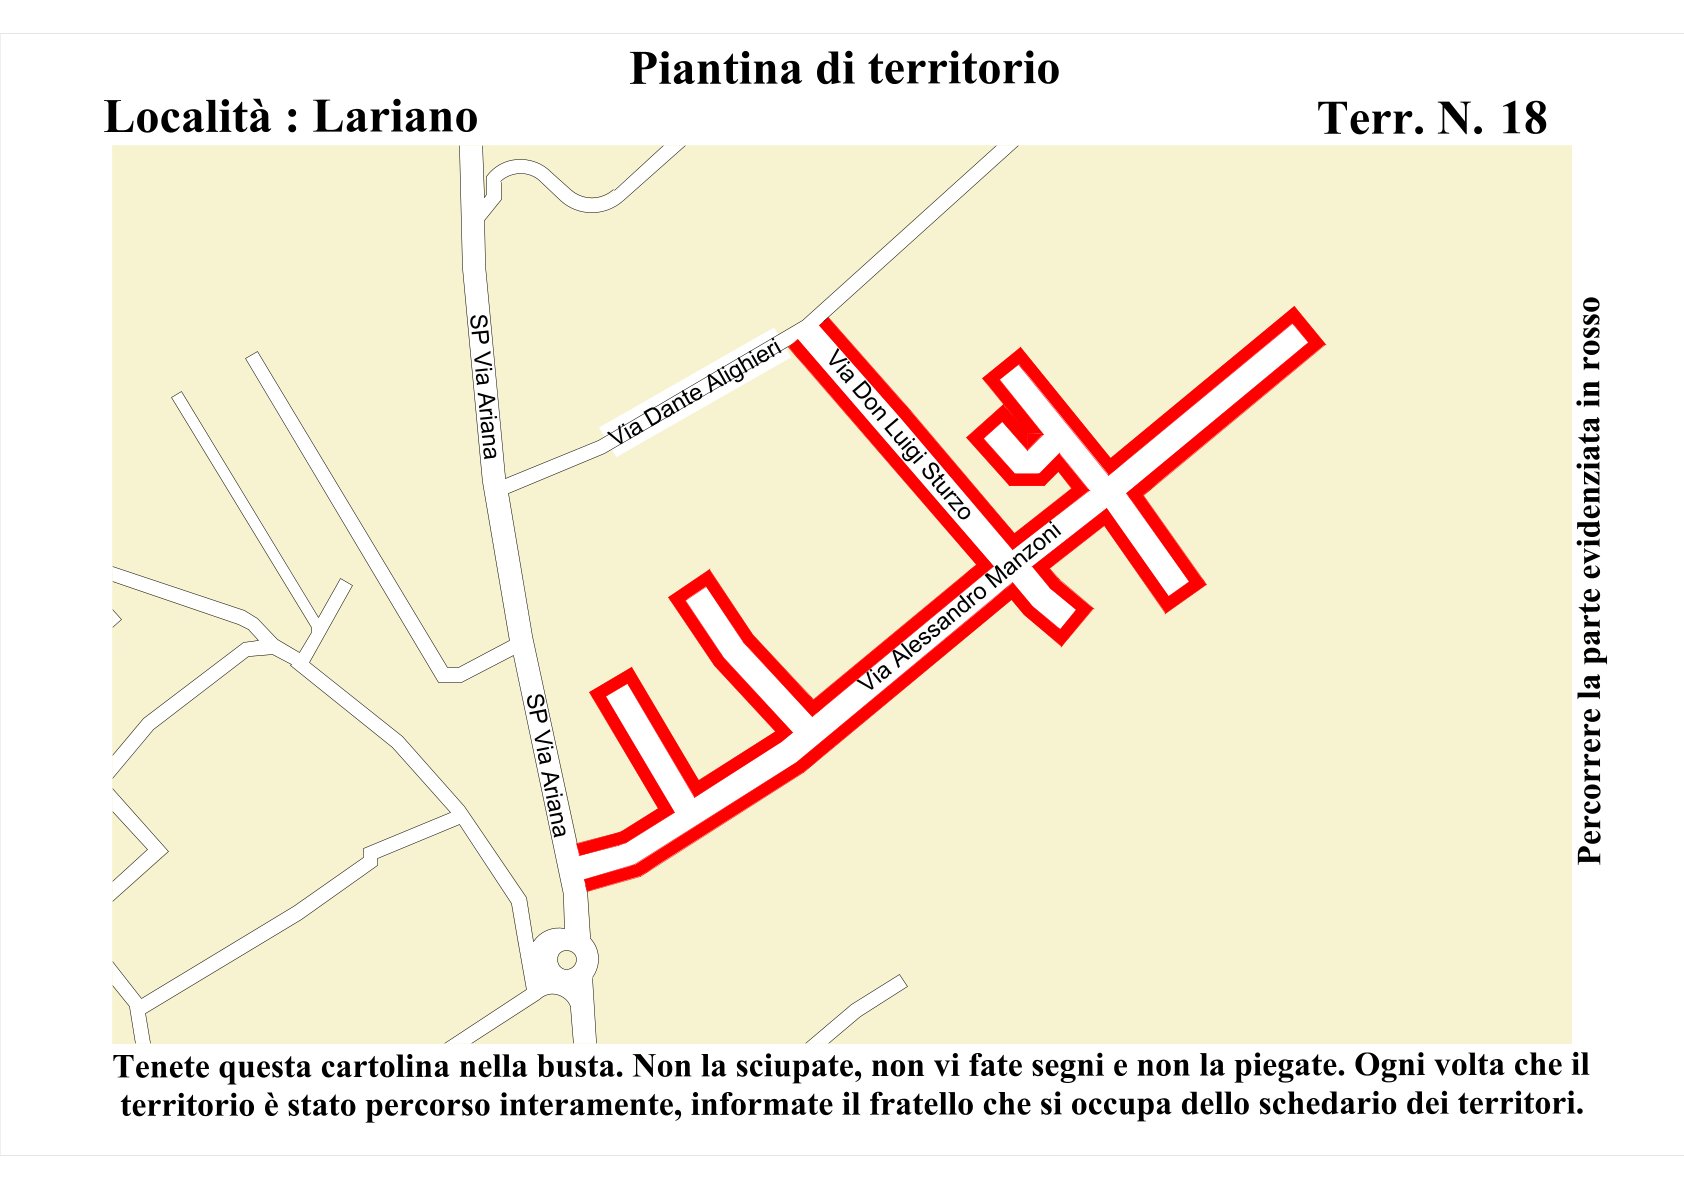 Piantina di territorio
Località : Lariano
Terr. N. 18
SP Via Ariana
Via Dante Alighieri
Via Don Luigi Sturzo
Via Alessandro Manzoni
SP Via Ariana
Percorrere la parte evidenziata in rosso
Tenete questa cartolina nella busta. Non la sciupate, non vi fate segni e non la piegate. Ogni volta che il
territorio è stato percorso interamente, informate il fratello che si occupa dello schedario dei territori.